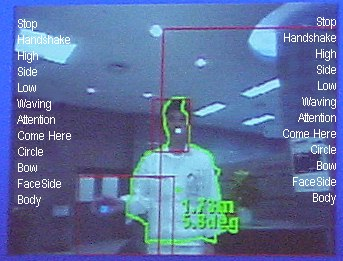 Stop
Handshake
High
Side
Low
Waving
Attention
Come Here
Circle
Bow
FaceSide
Body
Stop
Handshake
High
Side
Low
Waving
Attention
Come Here
Circle
Bow
FaceSide
Body
1.78m
5.8deg